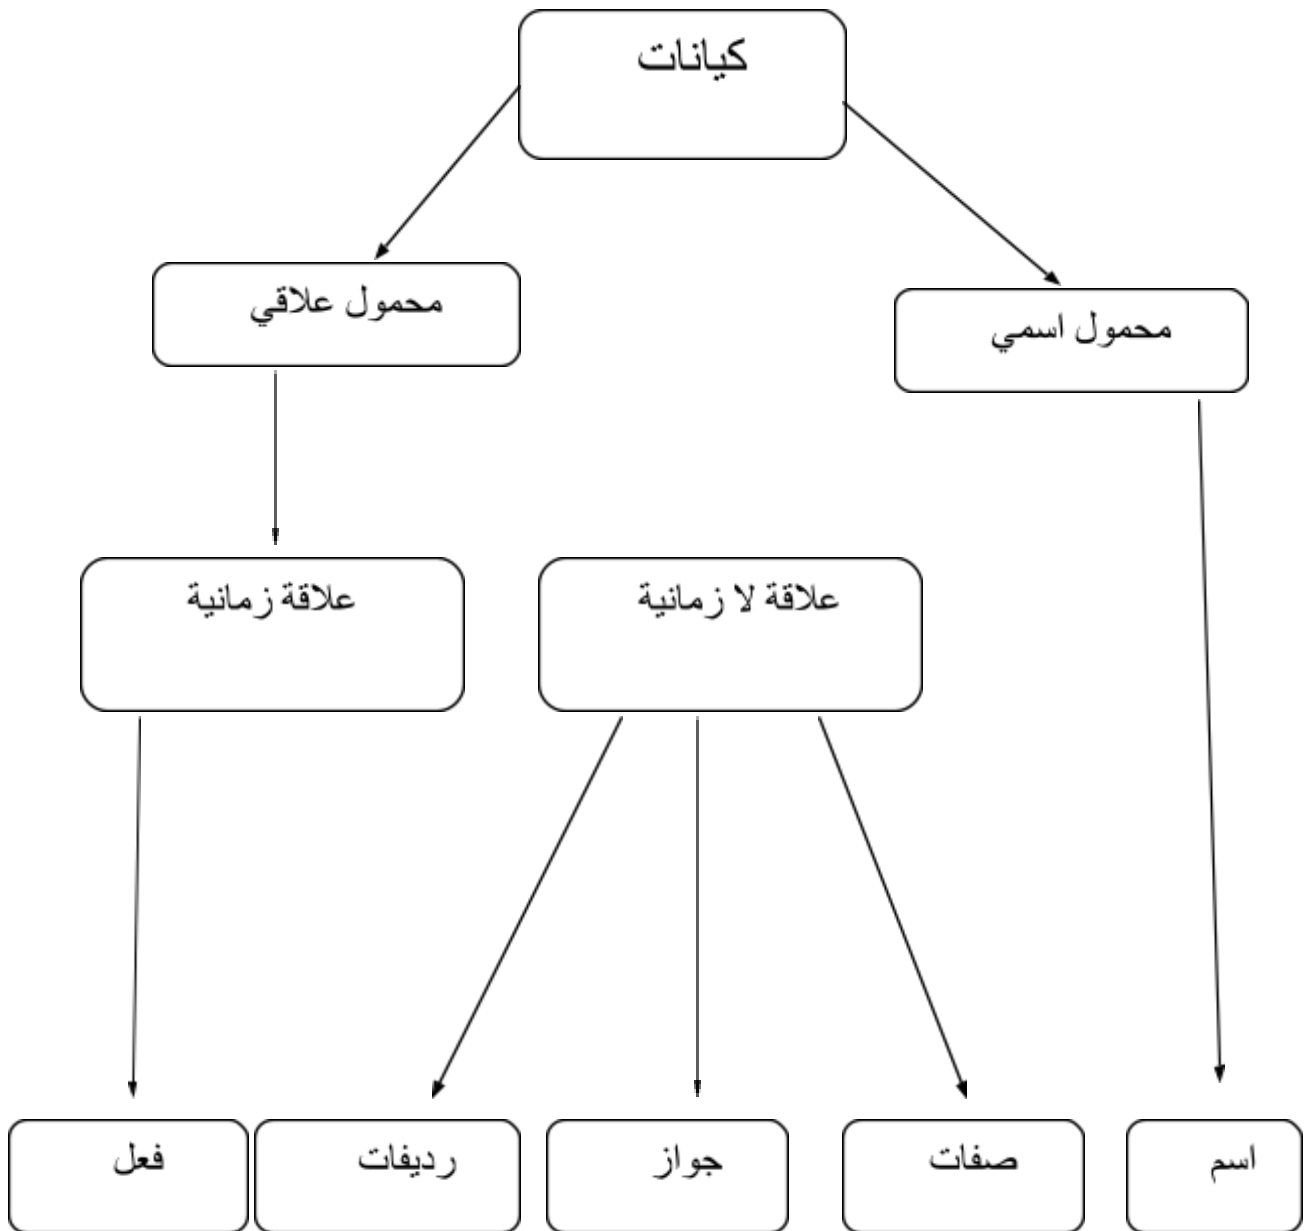 كيانات
محمول اسمي
محمول علاقي
علاقة لا زمانية
علاقة زمانية
اسم
صفات
جواز
رديفات
فعل